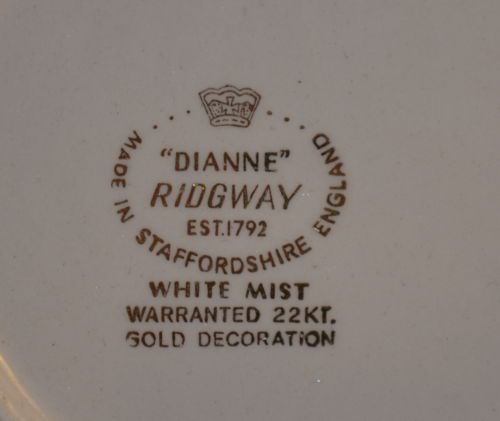 "DIANNE"
RIDGWAY
EST.1792
MADE IN STAFFORDSHIRE ENGLAND
WHITE MIST
WARRANTED 22KT.
GOLD DECORATION